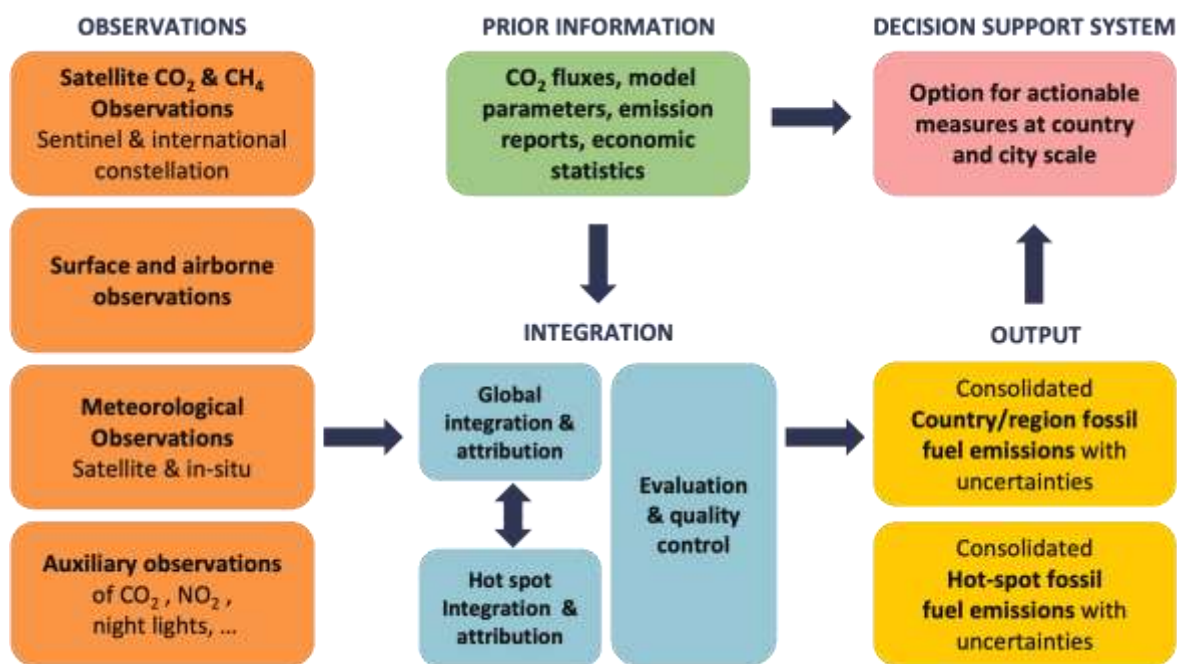 OBSERVATIONS
Satellite CO₂ & CH₄
Observations
Sentinel & international
constellation
Surface and airborne
observations
Meteorological
Observations
Satellite & in-situ
Auxiliary observations
of CO₂ , NO₂ ,
night lights, ...
PRIOR INFORMATION
CO₂ fluxes, model
parameters, emission
reports, economic
statistics
INTEGRATION
Global
integration &
attribution
Hot spot
Integration &
attribution
Evaluation
& quality
control
DECISION SUPPORT SYSTEM
Option for actionable
measures at country
and city scale
OUTPUT
Consolidated
Country/region fossil
fuel emissions with
uncertainties
Consolidated
Hot-spot fossil
fuel emissions with
uncertainties